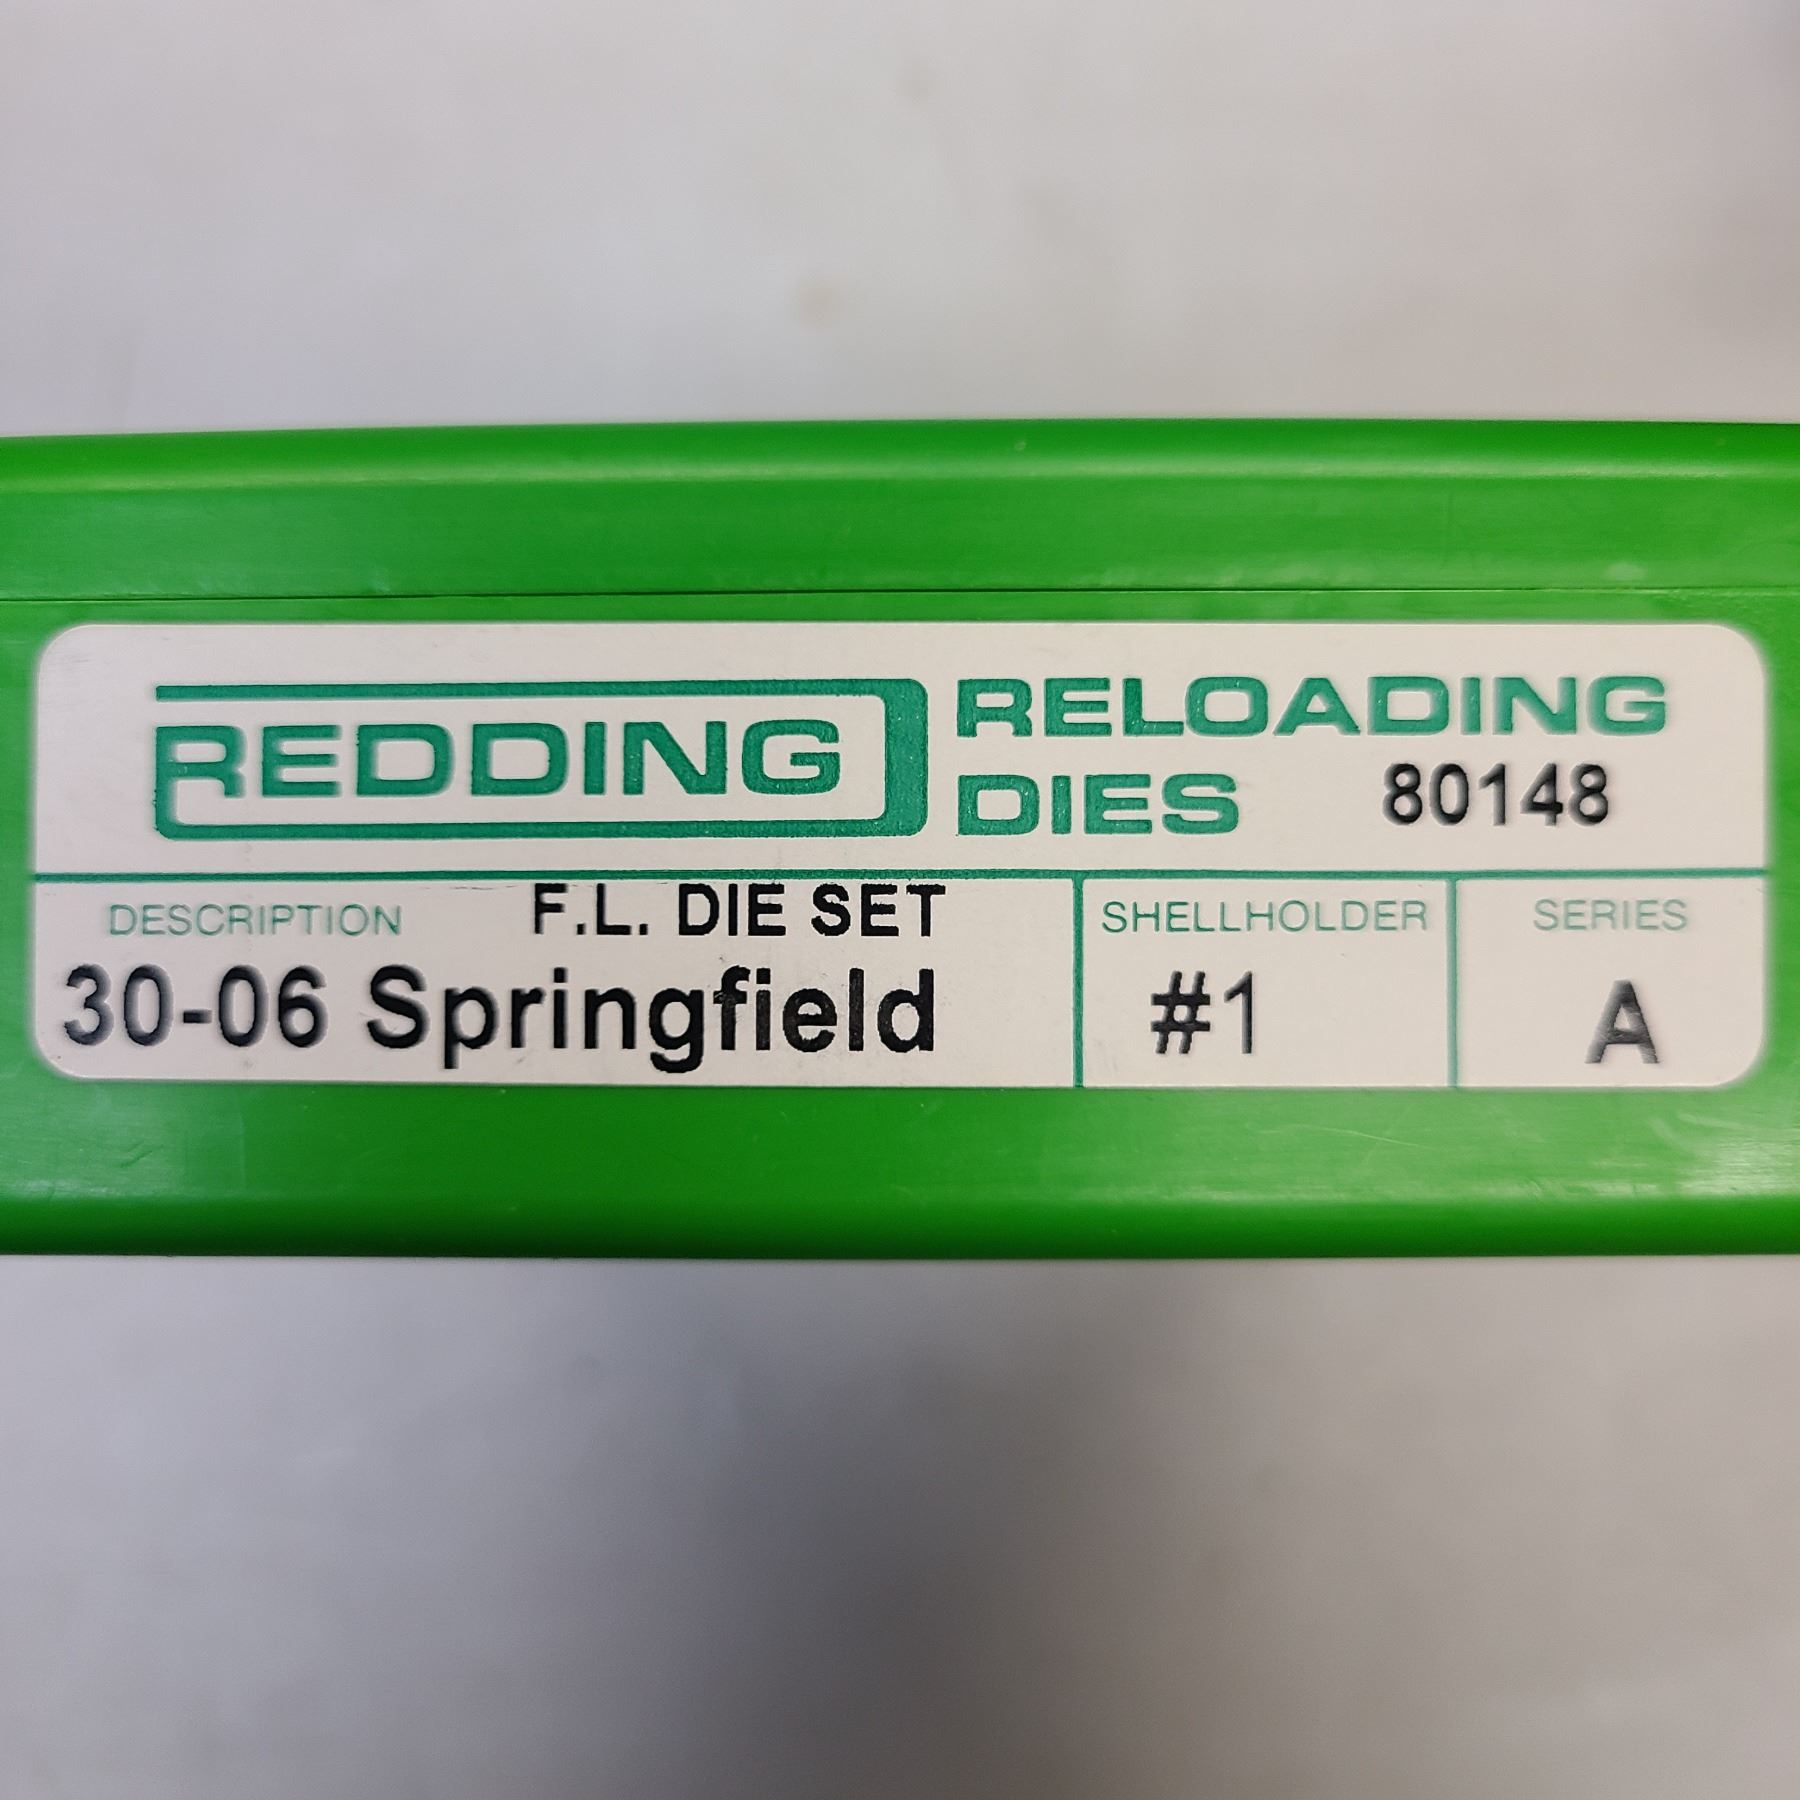 REDDING RELOADING
DIES 80148
DESCRIPTION F.L. DIE SET
30-06 Springfield
SHELLHOLDER
#1
SERIES
A